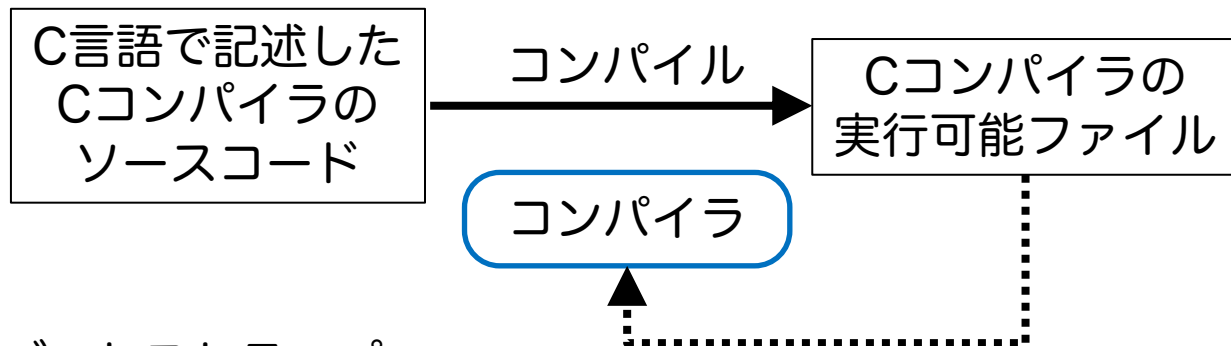 C言語で記述した
Cコンパイラの
ソースコード
コンパイル
Cコンパイラの
実行可能ファイル
コンパイラ